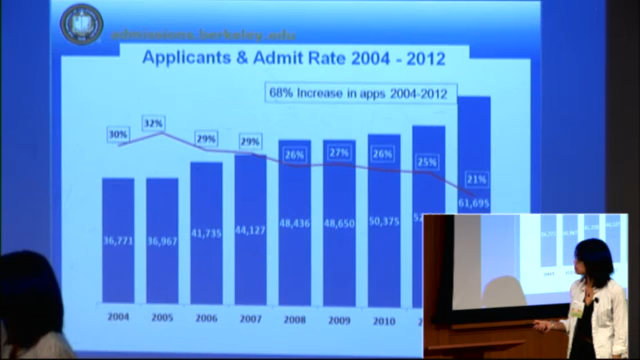 admissions.berkeley.edu
Applicants & Admit Rate 2004 - 2012
68% Increase in apps 2004-2012
30% 32% 29% 29% 26% 27% 26% 25% 21%
36,771 36,967 41,735 44,127 48,436 48,650 50,375 61,695
2004 2005 2006 2007 2008 2009 2010